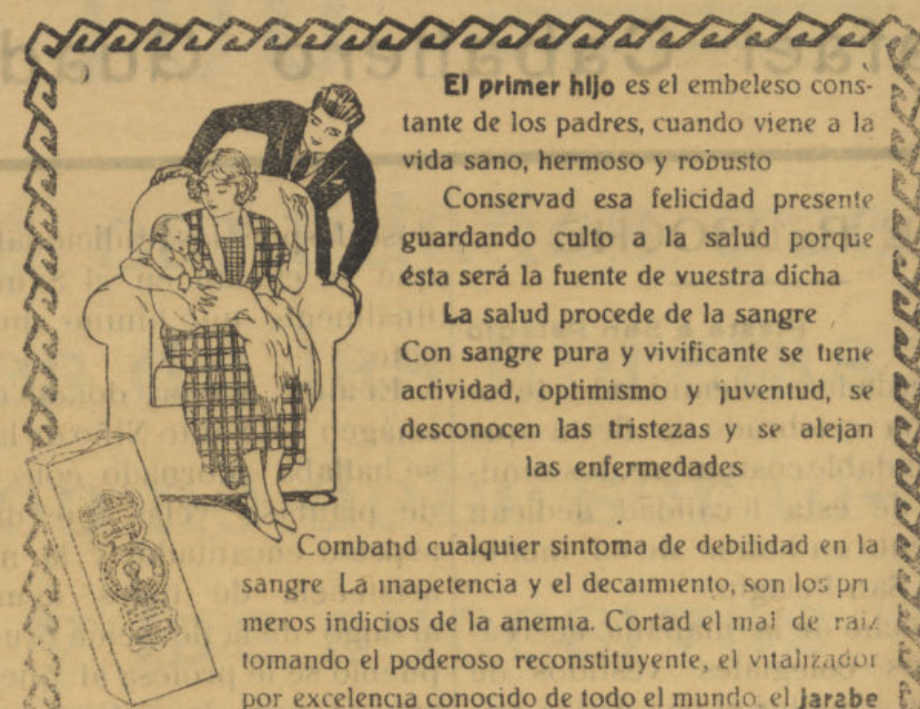 El primer hijo es el embeleso cons-
tante de los padres, cuando viene a la
vida sano, hermoso y robusto
Conservad esa felicidad presente
guardando culto a la salud porque
ésta será la fuente de vuestra dicha
La salud procede de la sangre
Con sangre pura y vivificante se tiene
actividad, optimismo y juventud, se
desconocen las tristezas y se alejan
las enfermedades
Comband cualquier sintoma de debilidad en la
sangre La inapetencia y el decaimiento, son los pri
meros indicios de la anemia. Cortad el mal de raiz
tomando el poderoso reconstituyente, el vitalizador
por excelencia conocido de todo el mundo, el Jarabe